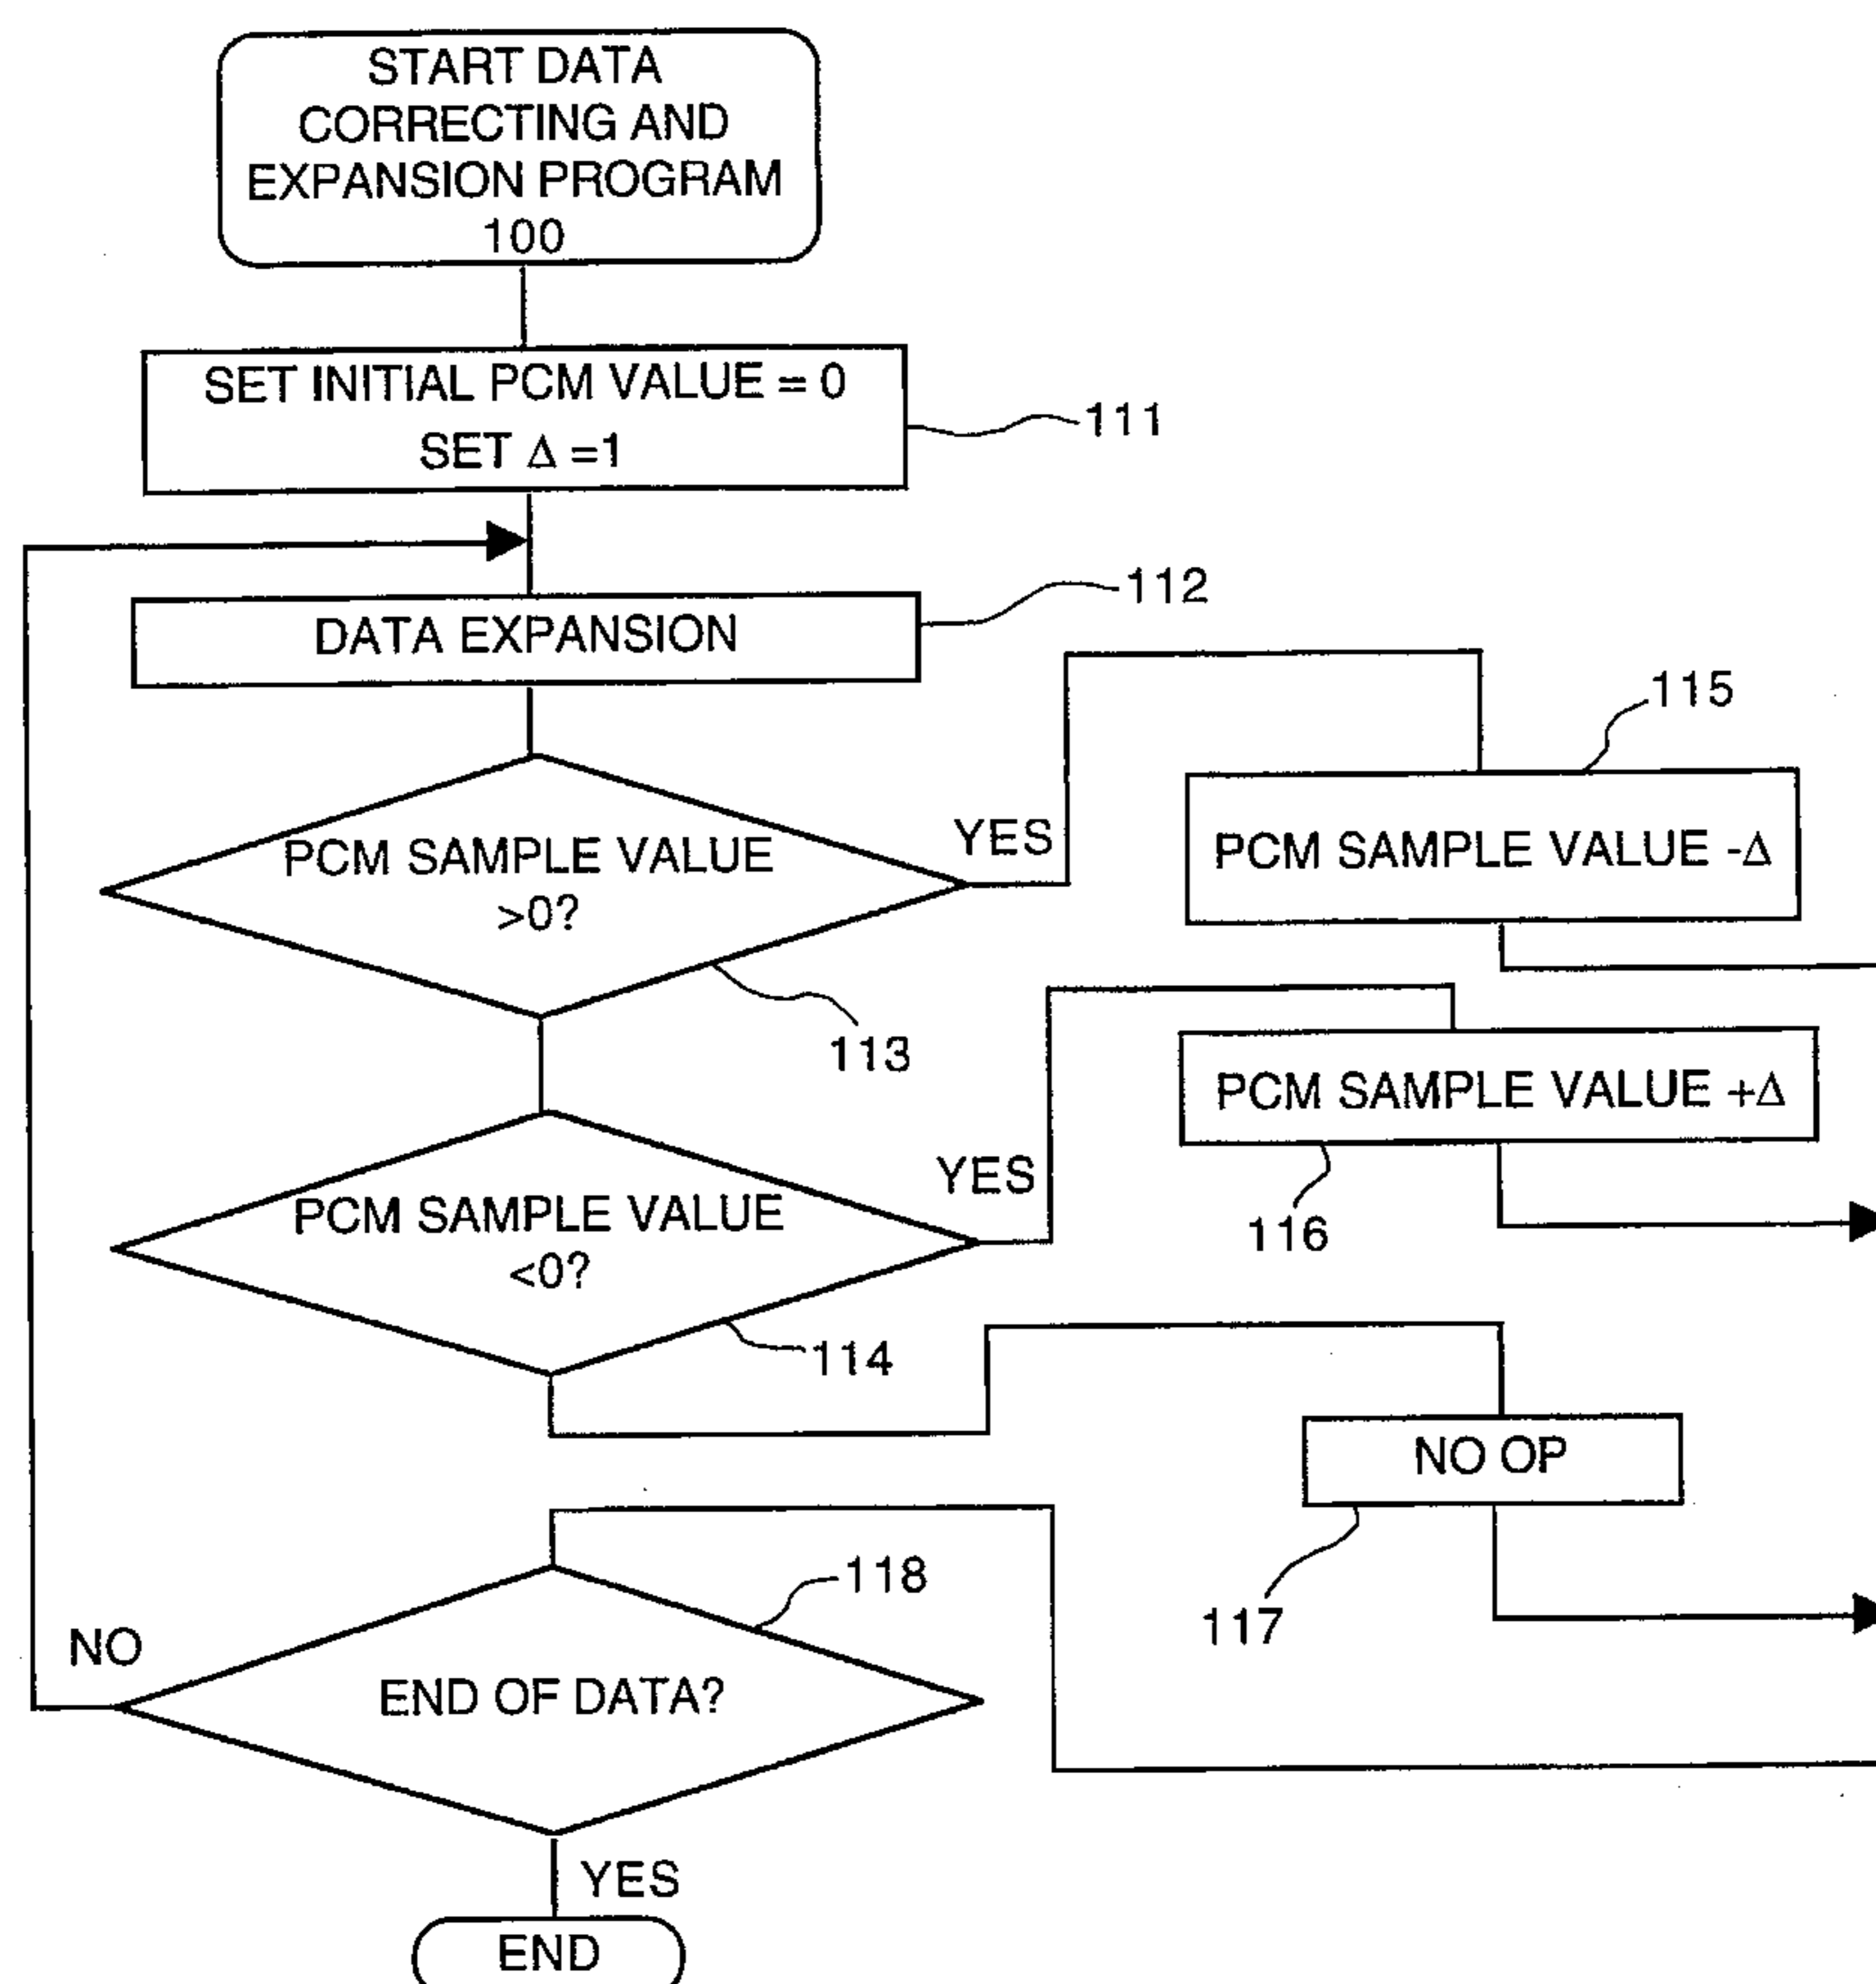 START DATA
CORRECTING AND
EXPANSION PROGRAM
100
SET INITIAL PCM VALUE = 0
SET Δ =1
111
112
DATA EXPANSION
115
YES
PCM SAMPLE VALUE -Δ
PCM SAMPLE VALUE
>0?
113
PCM SAMPLE VALUE +Δ
YES
116
PCM SAMPLE VALUE
<0?
114
NO OP
117
118
NO
END OF DATA?
YES
END